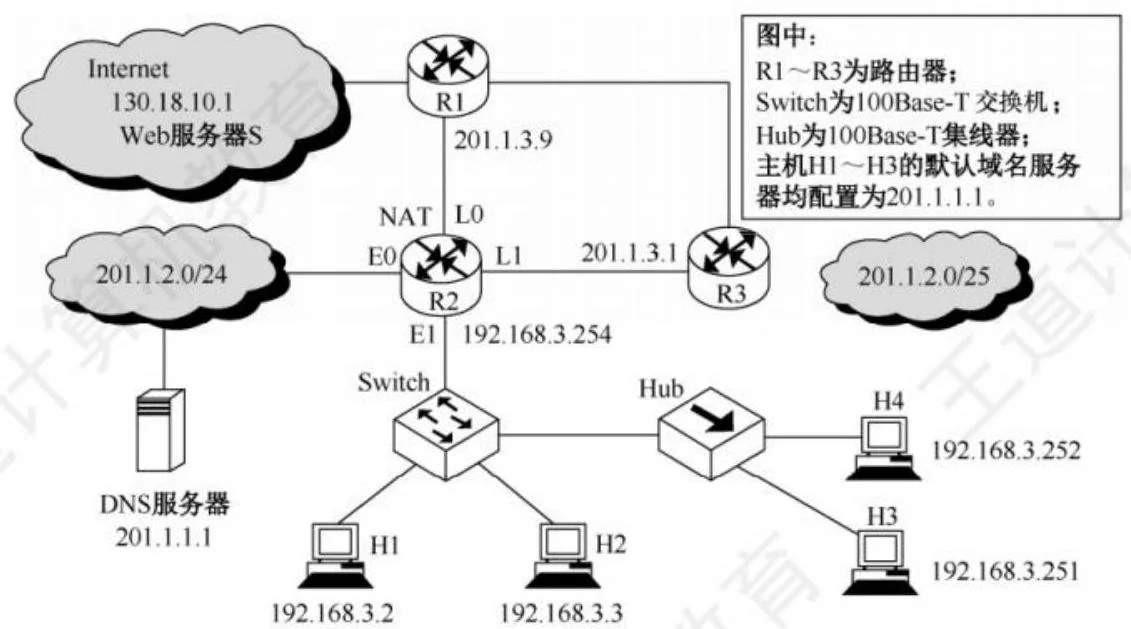 Internet
130.18.10.1
Web服务器S
R1
201.1.3.9
图中：
R1～R3为路由器；
Switch为100Base-T 交换机；
Hub为100Base-T集线器；
主机H1～H3的默认域名服务
器均配置为201.1.1.1。
NAT
L0
201.1.2.0/24
E0
R2
L1
201.1.3.1
R3
201.1.2.0/25
E1
192.168.3.254
Switch
Hub
H4
192.168.3.252
DNS服务器
201.1.1.1
H1
192.168.3.2
H2
192.168.3.3
H3
192.168.3.251
王道计算机教育